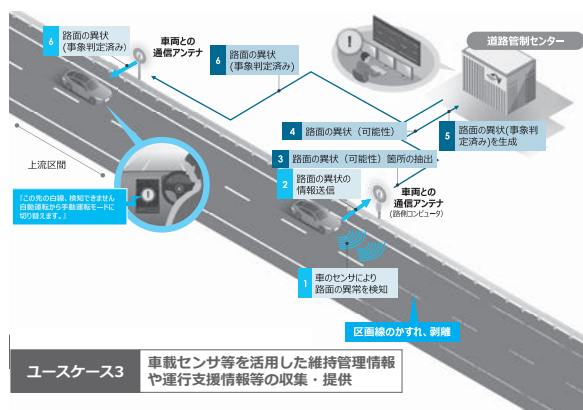 6 路面の異状
(事象判定済み)
車両との
通信アンテナ
6 路面の異状
(事象判定済み)
道路管制センター
4 路面の異状（可能性）
5 路面の異状(事象判
定済み)を生成
3 路面の異状（可能性）箇所の抽出
2 路面の異状の
情報送信
車両との
通信アンテナ
(路側コンピュータ)
上流区間
『この先の白線、検知できません
自動運転から手動運転モードに
切り替えます。』
1 車のセンサにより
路面の異常を検知
区画線のかすれ、剥離
ユースケース3
車載センサ等を活用した維持管理情報
や運行支援情報等の収集・提供